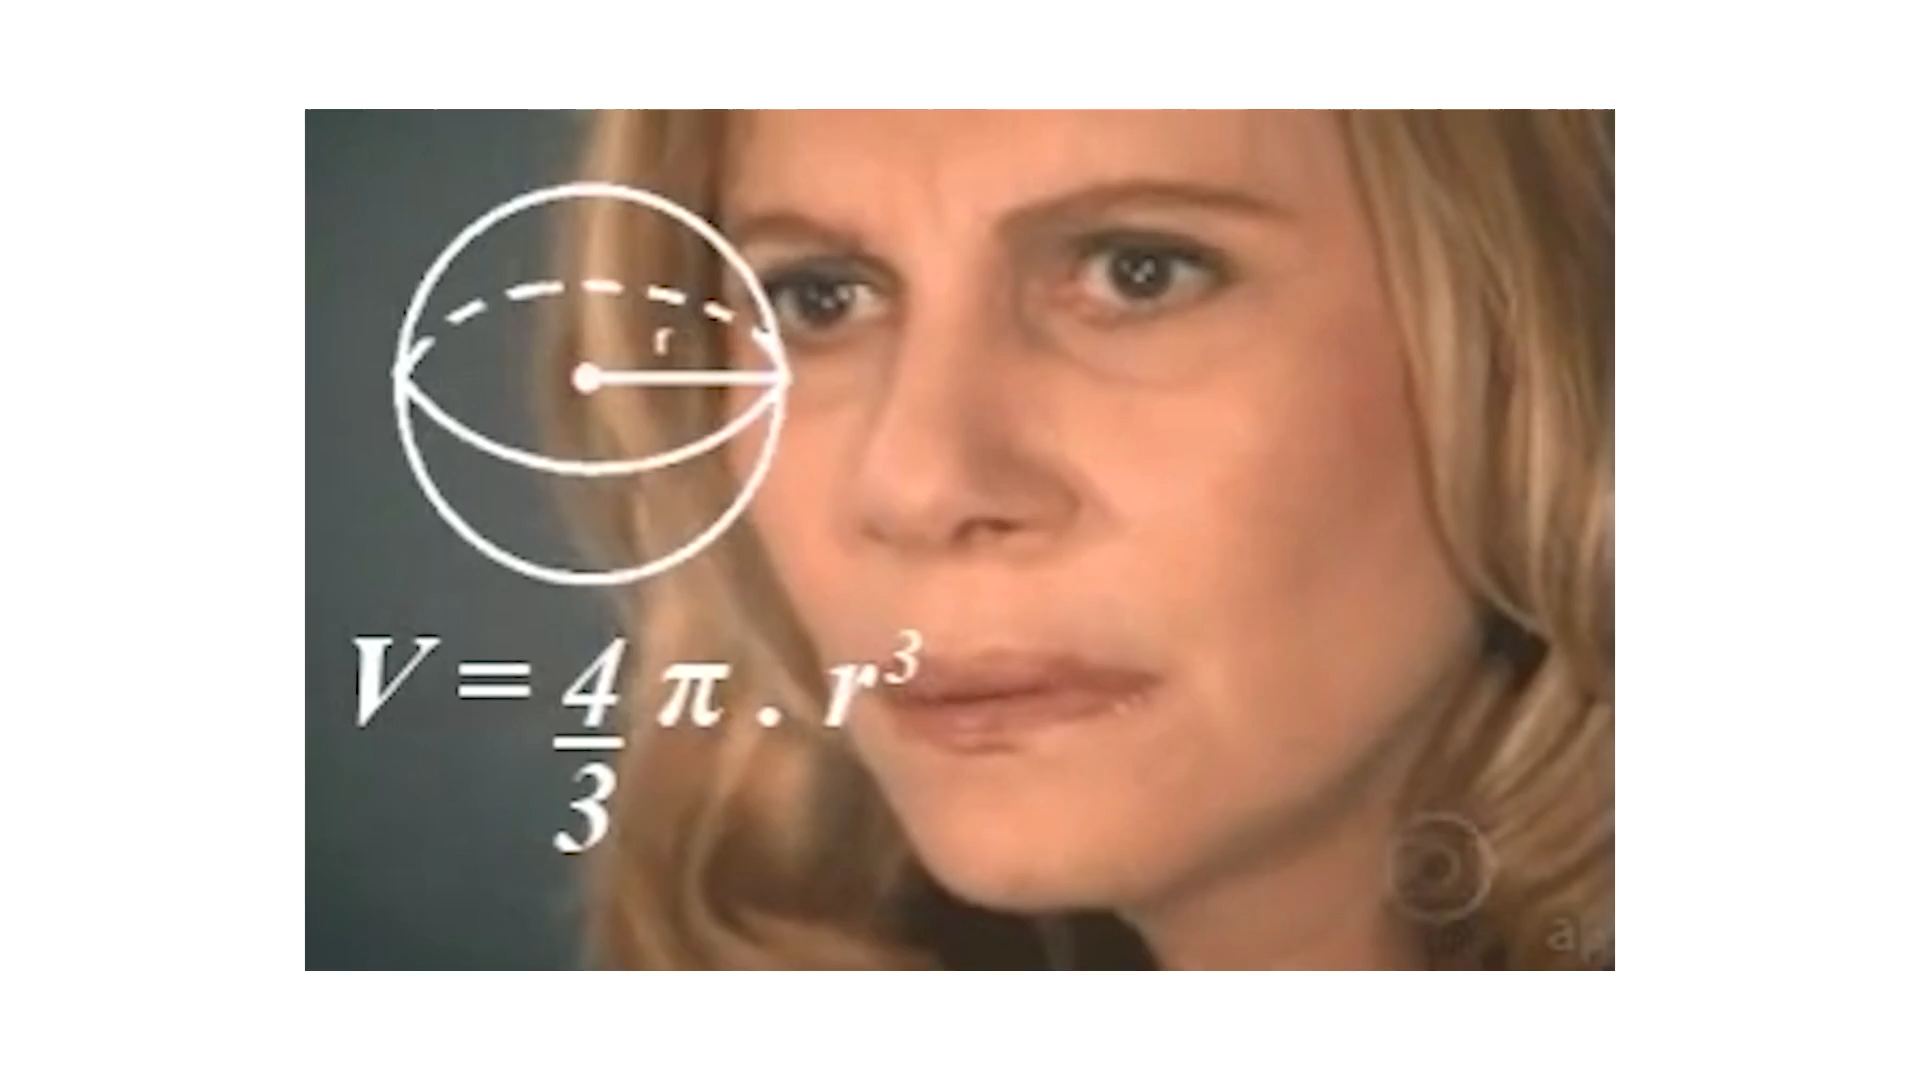 r
V = 4/3 π . r³